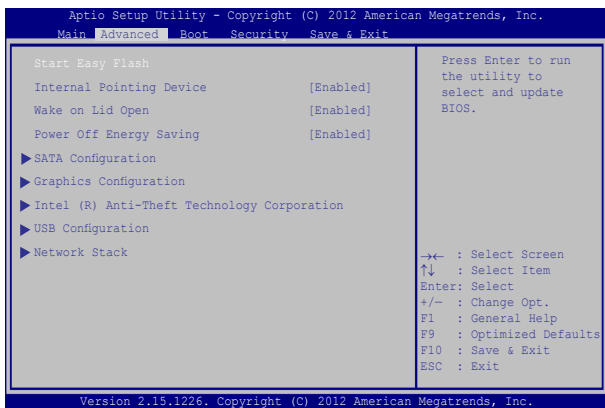 Aptio Setup Utility - Copyright (C) 2012 American Megatrends, Inc.
Main Advanced Boot Security Save & Exit
Start Easy Flash
Internal Pointing Device [Enabled]
Wake on Lid Open [Enabled]
Power Off Energy Saving [Enabled]
SATA Configuration
Graphics Configuration
Intel (R) Anti-Theft Technology Corporation
USB Configuration
Network Stack
Press Enter to run
the utility to
select and update
BIOS.
→← : Select Screen
↑↓ : Select Item
Enter: Select
+/— : Change Opt.
F1 : General Help
F9 : Optimized Defaults
F10 : Save & Exit
ESC : Exit
Version 2.15.1226. Copyright (C) 2012 American Megatrends, Inc.